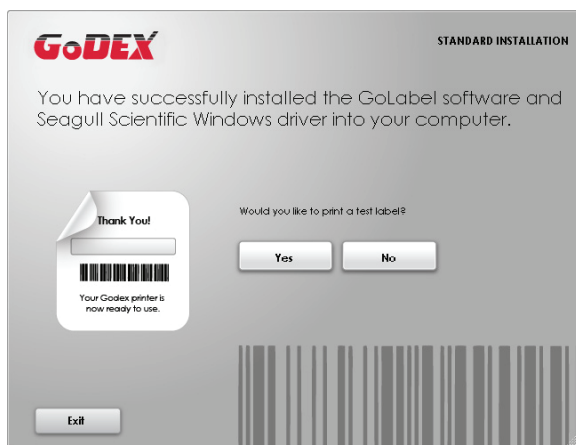 GoDEX
STANDARD INSTALLATION
You have successfully installed the GoLabel software and
Seagull Scientific Windows driver into your computer.
Thank You!
Your Godex printer is
now ready to use.
Would you like to print a test label?
Yes
No
Exit